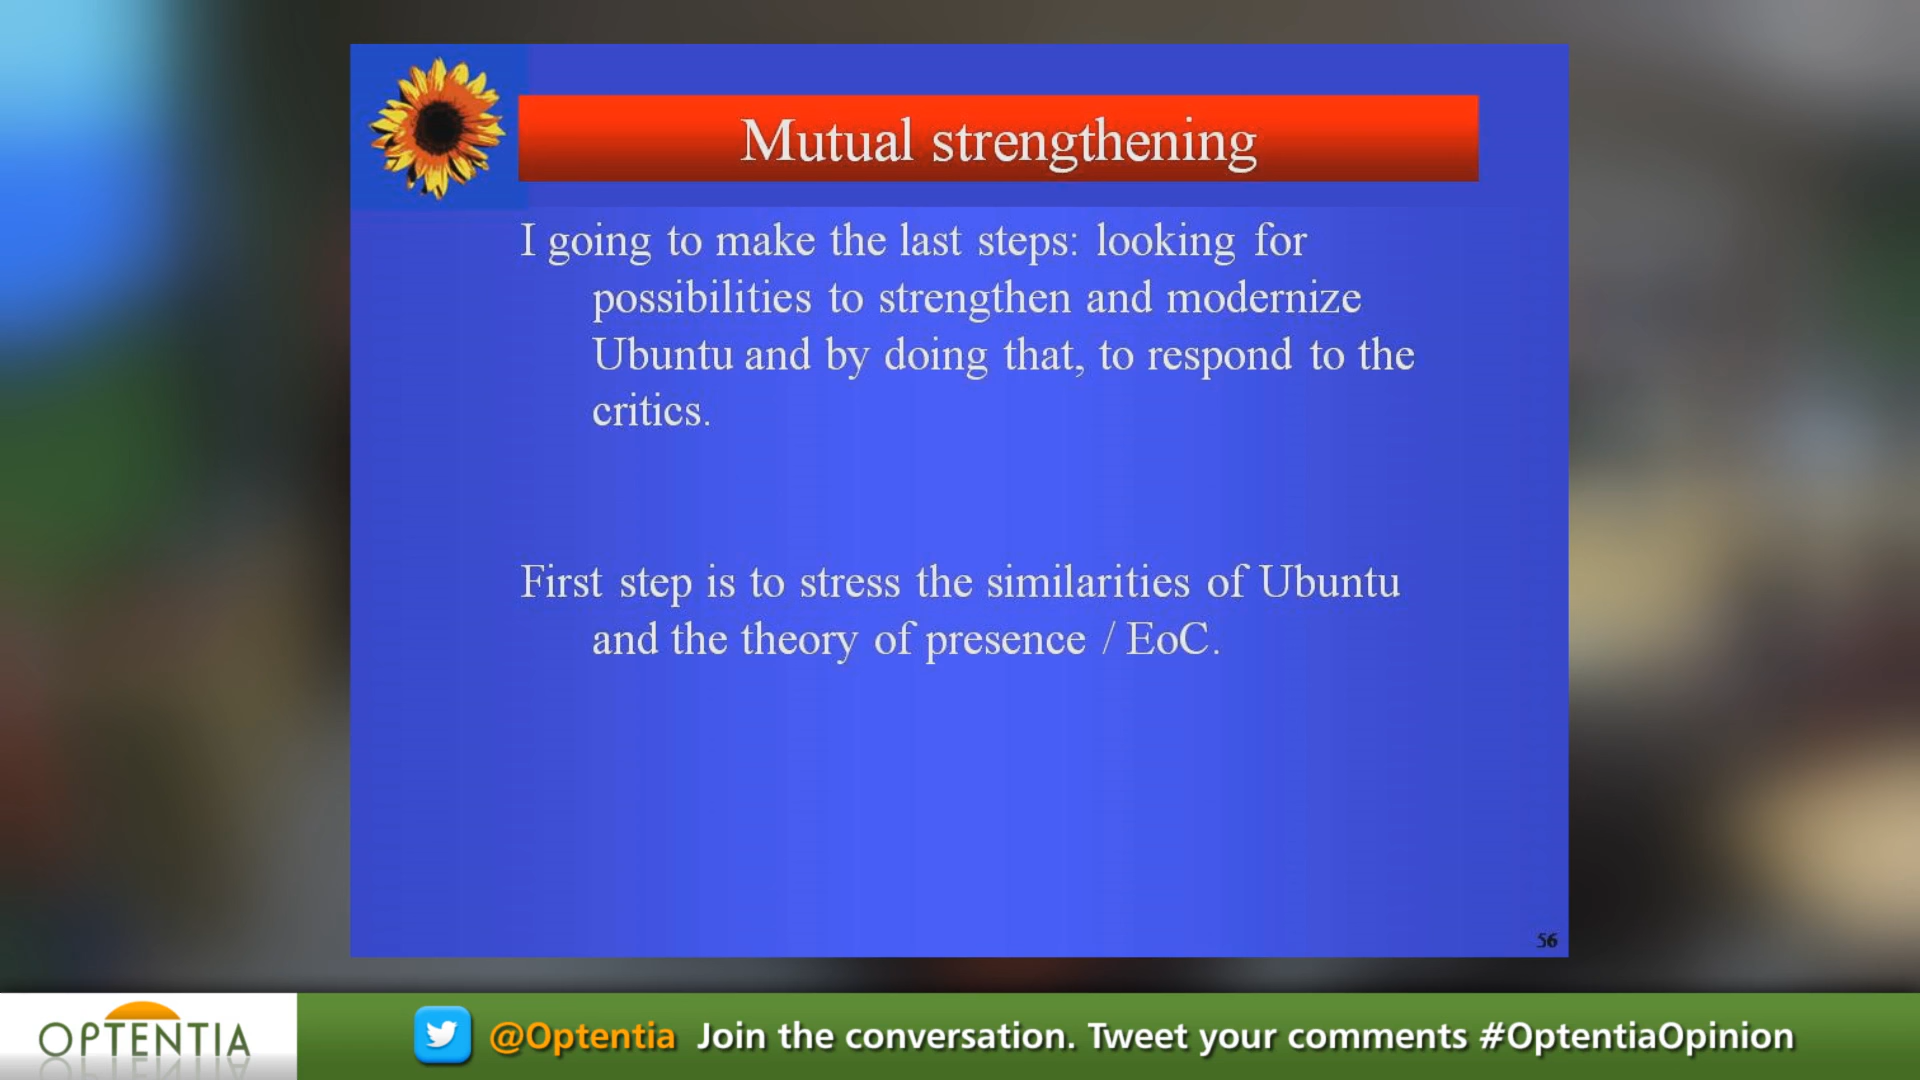 Mutual strengthening
I going to make the last steps: looking for
possibilities to strengthen and modernize
Ubuntu and by doing that, to respond to the
critics.
First step is to stress the similarities of Ubuntu
and the theory of presence / EoC.
56
OPTENTIA
@Optentia Join the conversation. Tweet your comments #OptentiaOpinion